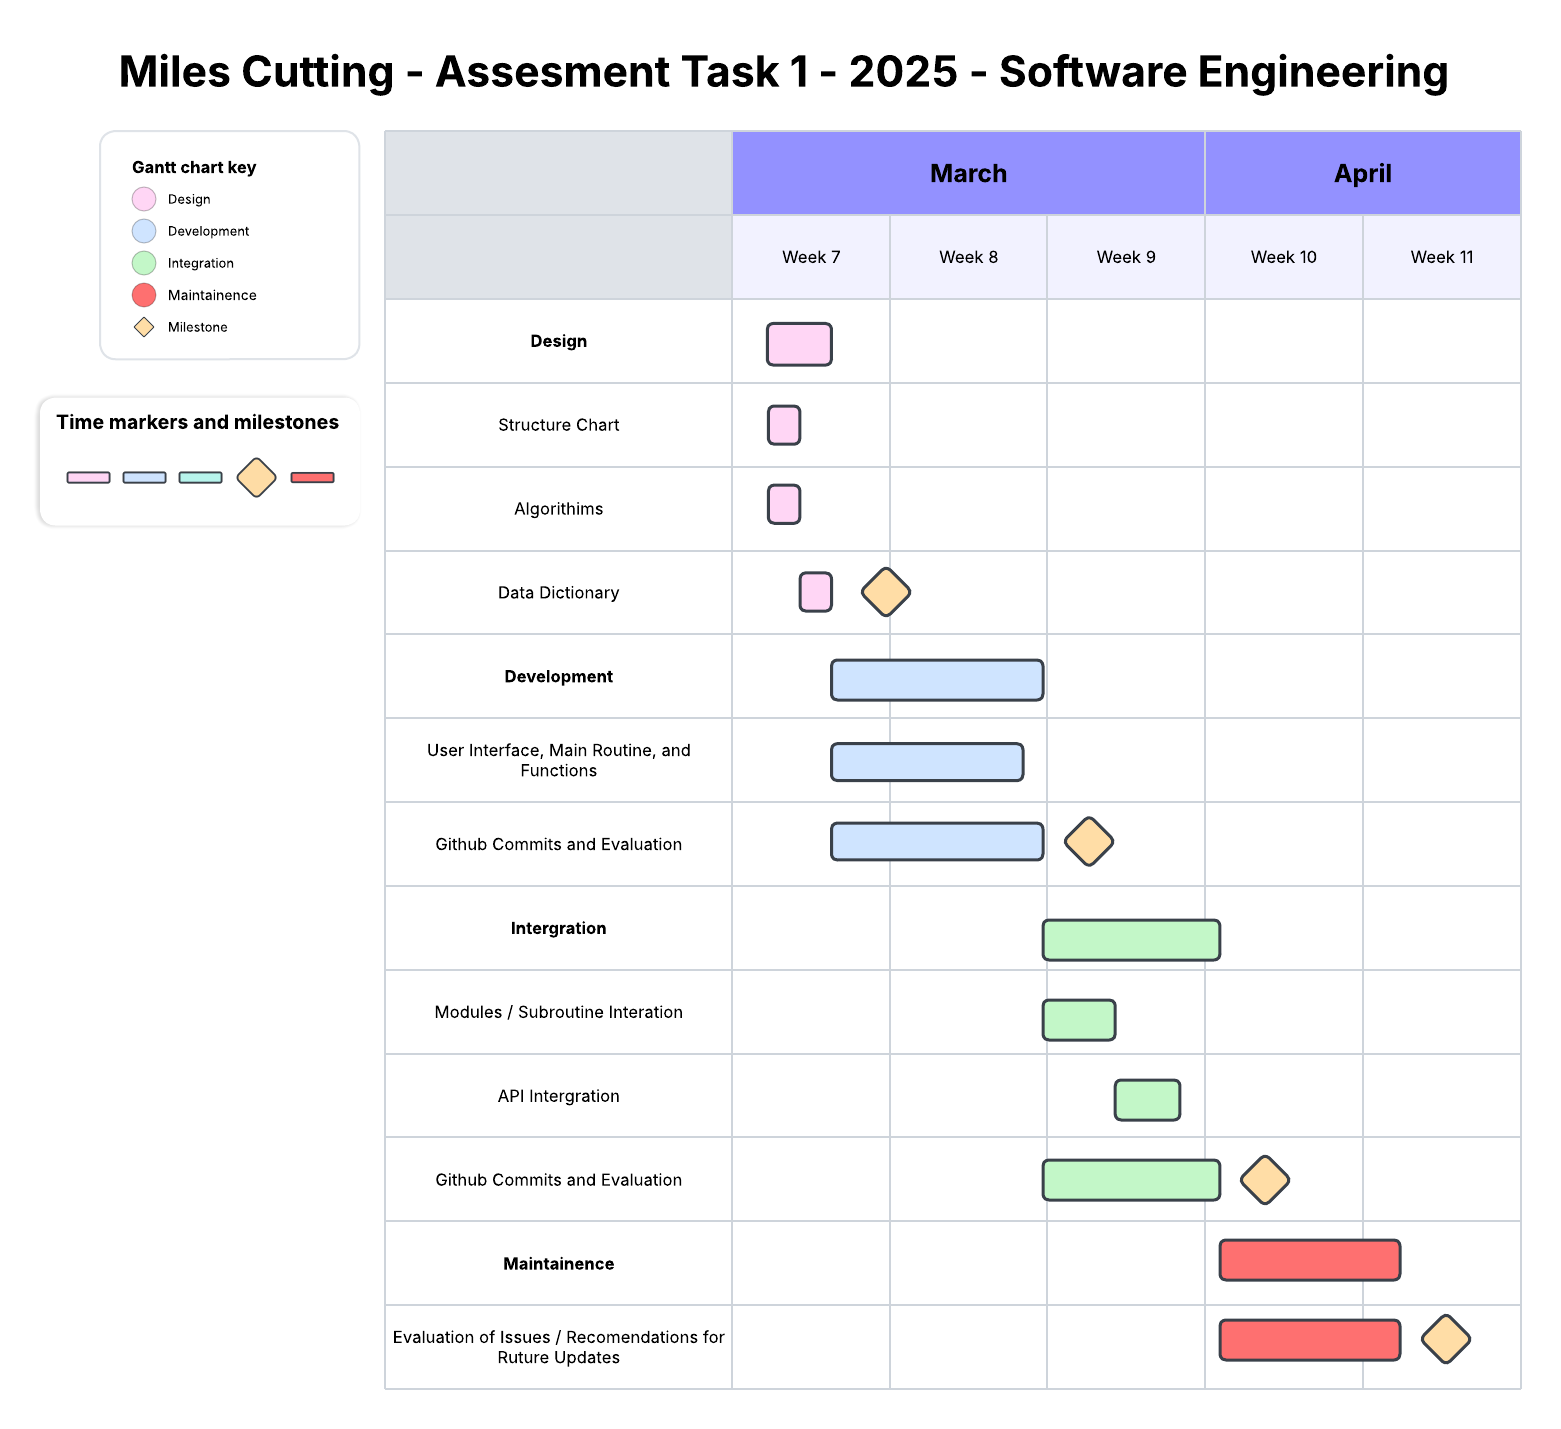 Miles Cutting - Assesment Task 1 - 2025 - Software Engineering
Gantt chart key
Design
Development
Integration
Maintainence
Milestone
Time markers and milestones
March
April
Week 7
Week 8
Week 9
Week 10
Week 11
Design
Structure Chart
Algorithims
Data Dictionary
Development
User Interface, Main Routine, and
Functions
Github Commits and Evaluation
Intergration
Modules / Subroutine Interation
API Intergration
Github Commits and Evaluation
Maintainence
Evaluation of Issues / Recomendations for
Ruture Updates